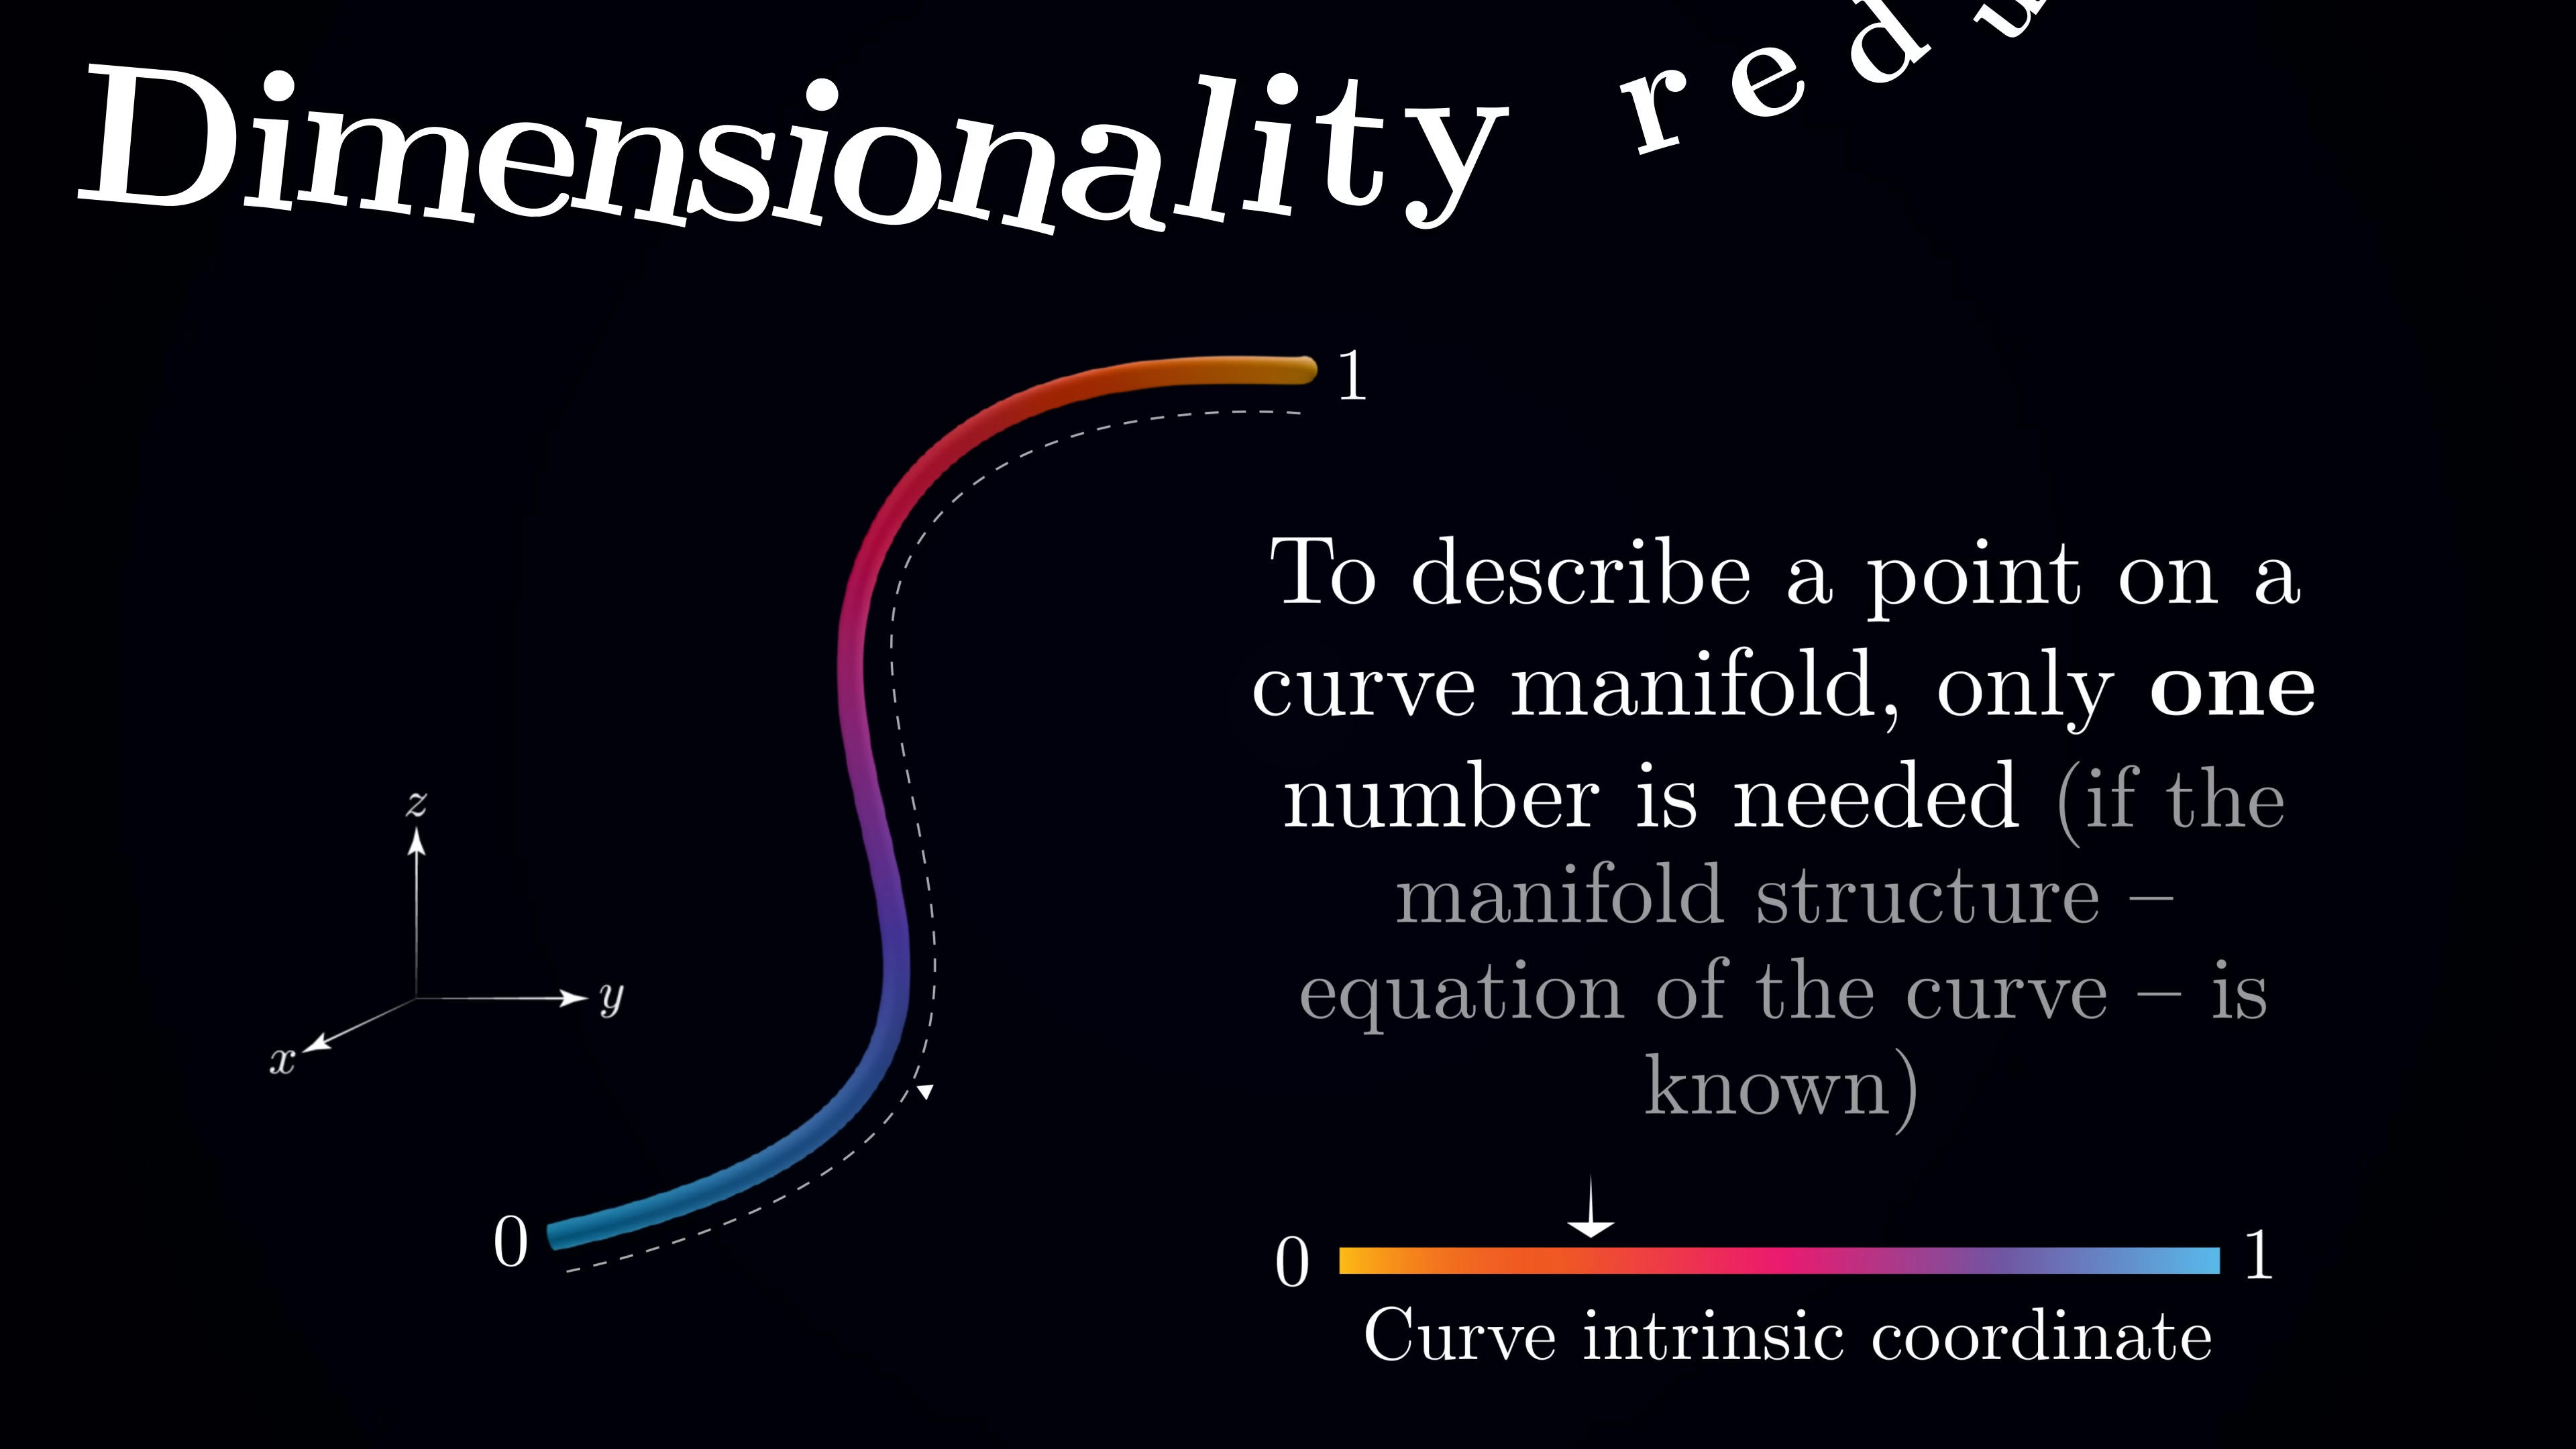 Dimensionality redu
1
To describe a point on a
curve manifold, only one
number is needed (if the
manifold structure –
equation of the curve – is
known)
z
y
x
0
0
1
Curve intrinsic coordinate